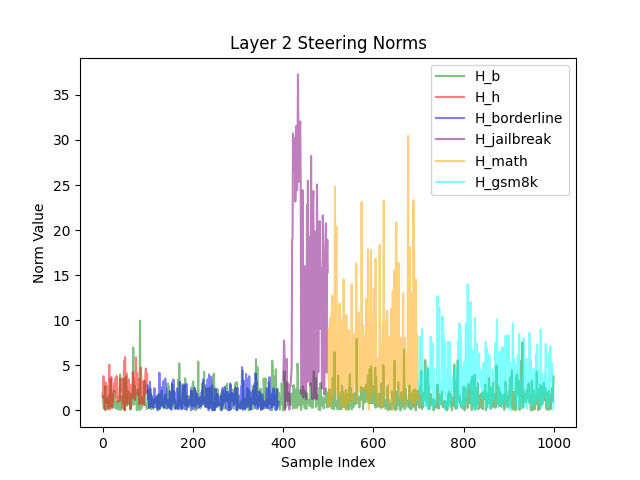 Layer 2 Steering Norms
H_b
H_h
H_borderline
H_jailbreak
H_math
H_gsm8k
35
30
25
20
15
10
5
0
Norm Value
0 200 400 600 800 1000
Sample Index